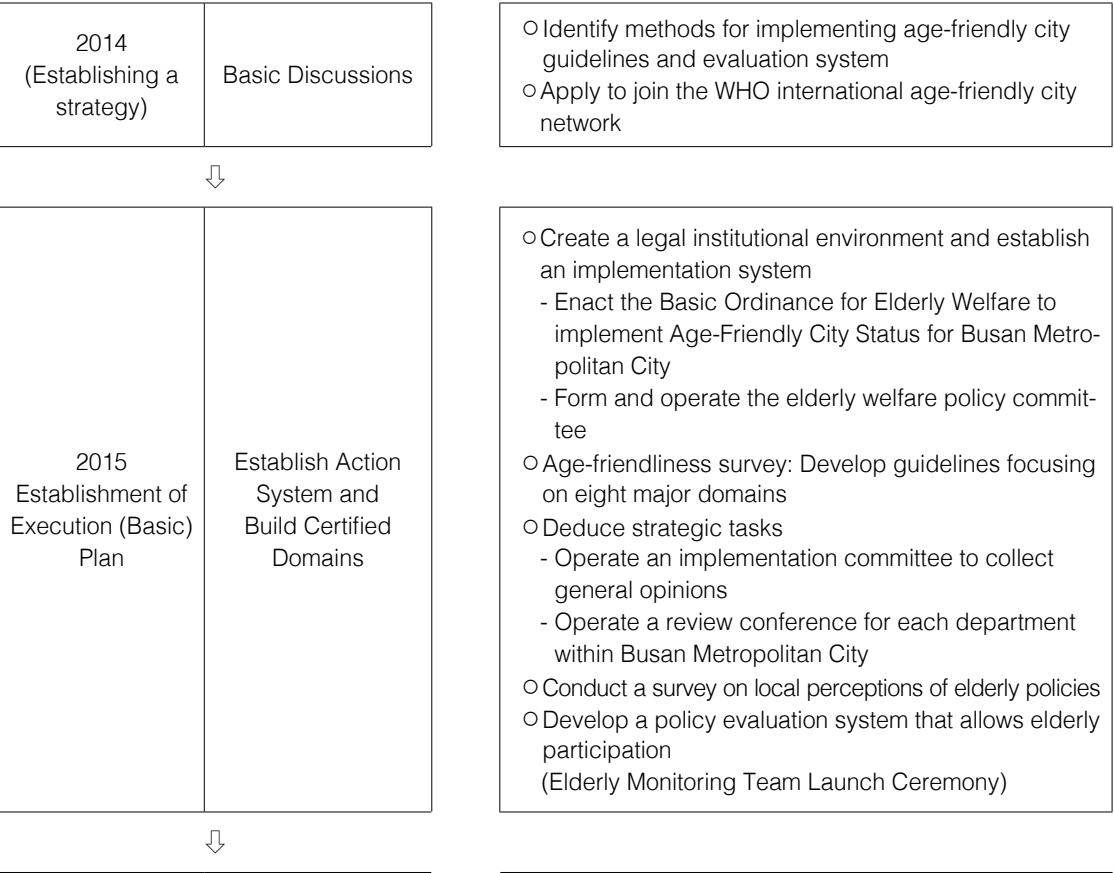 2014
(Establishing a
strategy)
Basic Discussions
○ Identify methods for implementing age-friendly city
guidelines and evaluation system
○ Apply to join the WHO international age-friendly city
network
⇩
2015
Establishment of
Execution (Basic)
Plan
Establish Action
System and
Build Certified
Domains
○ Create a legal institutional environment and establish
an implementation system
- Enact the Basic Ordinance for Elderly Welfare to
implement Age-Friendly City Status for Busan Metro-
politan City
- Form and operate the elderly welfare policy commit-
tee
○ Age-friendliness survey: Develop guidelines focusing
on eight major domains
○ Deduce strategic tasks
- Operate an implementation committee to collect
general opinions
- Operate a review conference for each department
within Busan Metropolitan City
○ Conduct a survey on local perceptions of elderly policies
○ Develop a policy evaluation system that allows elderly
participation
(Elderly Monitoring Team Launch Ceremony)
⇩